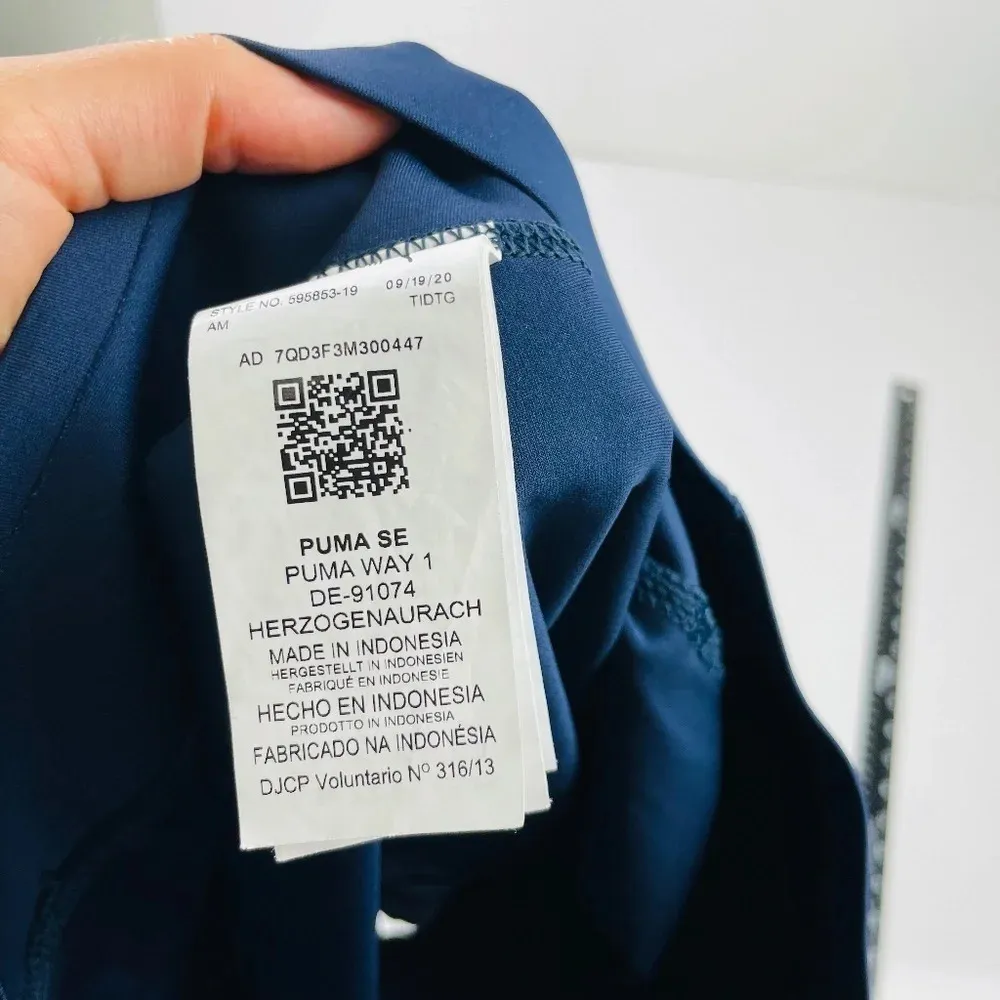 STYLE NO. 595853-19 09/19/20
AM TIDTG
AD 7QD3F3M300447
PUMA SE
PUMA WAY 1
DE-91074
HERZOGENAURACH
MADE IN INDONESIA
HERGESTELLT IN INDONESIEN
FABRIQUÉ EN INDONESIE
HECHO EN INDONESIA
PRODOTTO IN INDONESIA
FABRICADO NA INDONÉSIA
DJCP Voluntario Nº 316/13